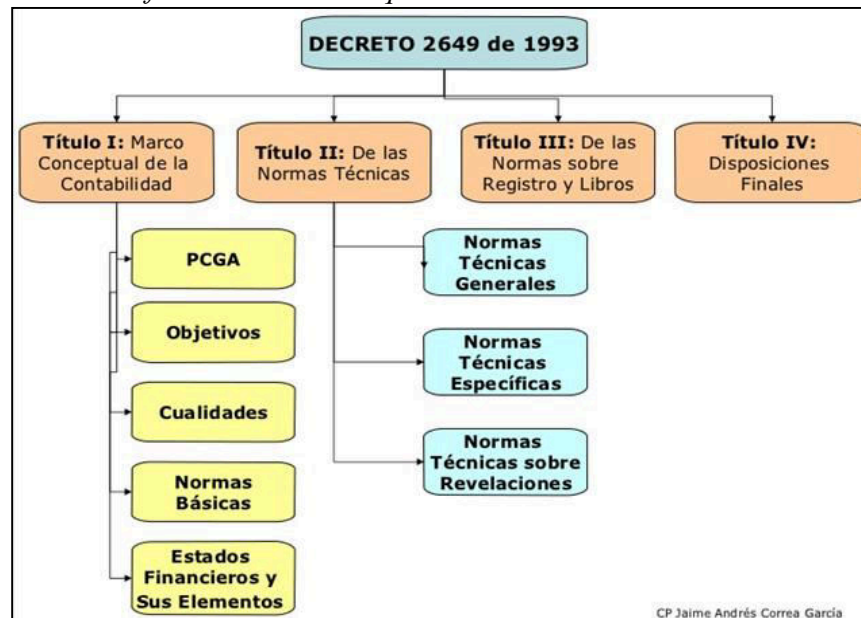 DECRETO 2649 de 1993
Título I: Marco
Conceptual de la
Contabilidad
Título II: De las
Normas Técnicas
Título III: De las
Normas sobre
Registro y Libros
Título IV:
Disposiciones
Finales
PCGA
Objetivos
Cualidades
Normas
Básicas
Estados
Financieros y
Sus Elementos
Normas
Técnicas
Generales
Normas
Técnicas
Específicas
Normas
Técnicas sobre
Revelaciones
CP Jaime Andrés Correa García